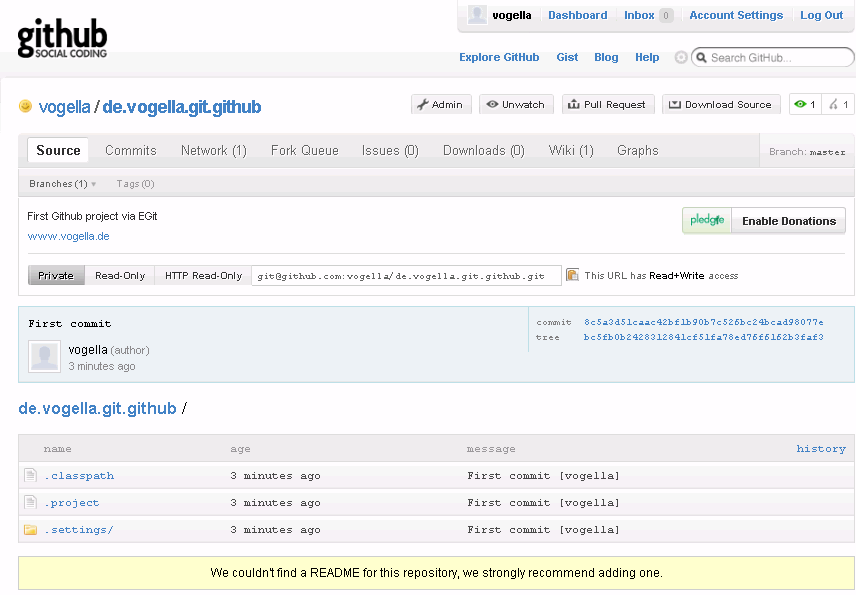 github
SOCIAL CODING
vogella Dashboard Inbox 0 Account Settings Log Out
Explore GitHub Gist Blog Help Search GitHub...
vogella / de.vogella.git.github
Admin Unwatch Pull Request Download Source 1 1
Source Commits Network (1) Fork Queue Issues (0) Downloads (0) Wiki (1) Graphs Branch: master
Branches (1) Tags (0)
First Github project via EGit
www.vogella.de
pledgie Enable Donations
Private Read-Only HTTP Read-Only git@github.com:vogella/de.vogella.git.github.git This URL has Read+Write access
First commit
vogella (author)
3 minutes ago
commit 8c5a3d51caac42bf1b90b7c526bc24bcad98077e
tree bc5fb0b2428312841cf51fa78ed76f6162b3faf3
de.vogella.git.github /
name age message history
.classpath 3 minutes ago First commit [vogella]
.project 3 minutes ago First commit [vogella]
.settings/ 3 minutes ago First commit [vogella]
We couldn't find a README for this repository, we strongly recommend adding one.